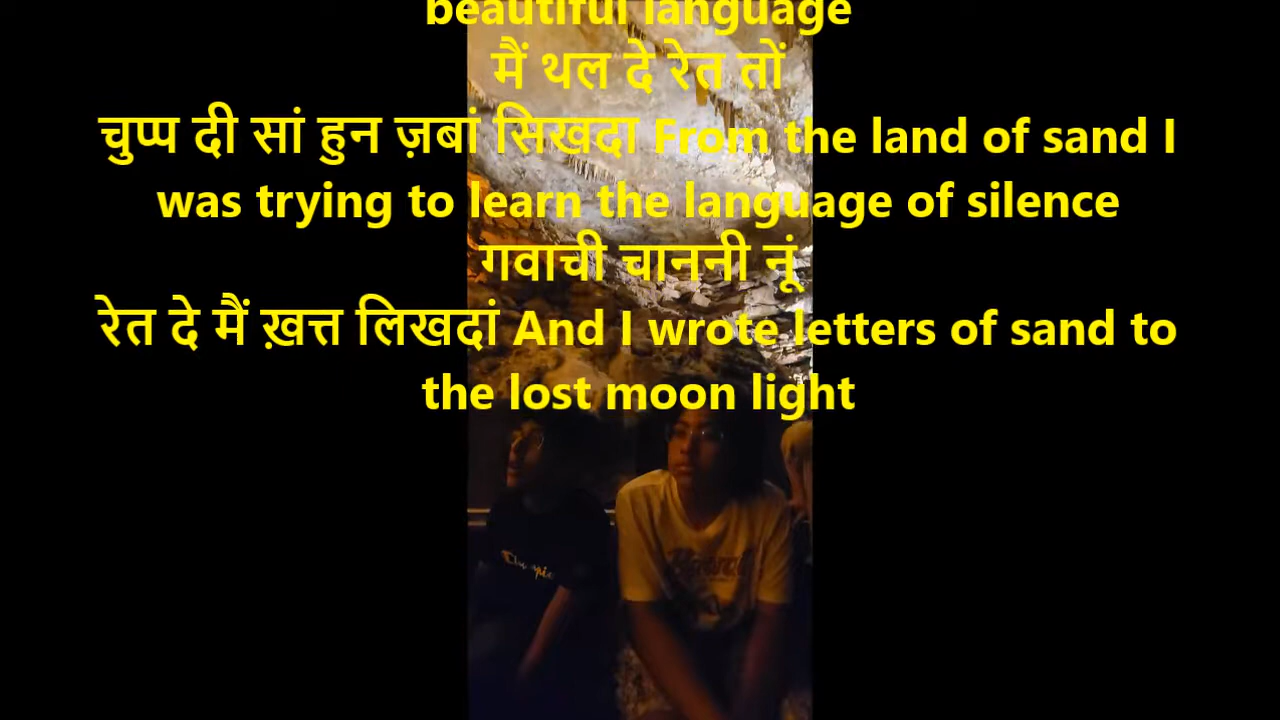 beautiful language
मैं थल दे रेत तों
चुप्प दी सां हुन ज़बां सिखदा From the land of sand I
was trying to learn the language of silence
गवाची चाननी नूं
रेत दे मैं ख़त्त लिखदां And I wrote letters of sand to
the lost moon light
Champion